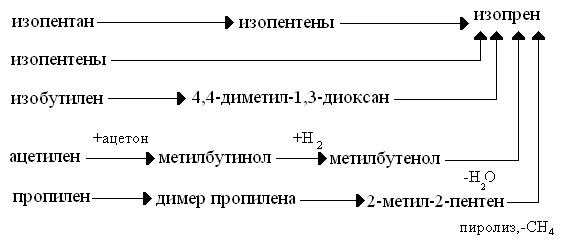 изопентан изопентены изопрен
изопентены
изобутилен 4,4-диметил-1,3-диоксан
+ацетон +H2
ацетилен метилбутинол метилбутенол
-H2O
пропилен димер пропилена 2-метил-2-пентен
пиролиз,-CH4